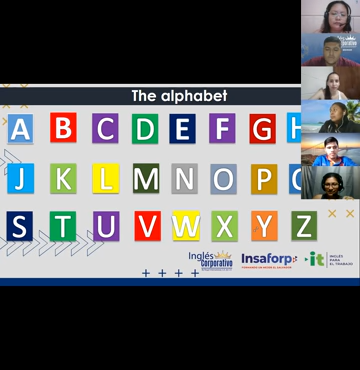 The alphabet
A B C D E F G H
J K L M N O P Q
S T U V W X Y Z
Inglés Corporativo
Insaforp
it INGLÉS PARA EL TRABAJO